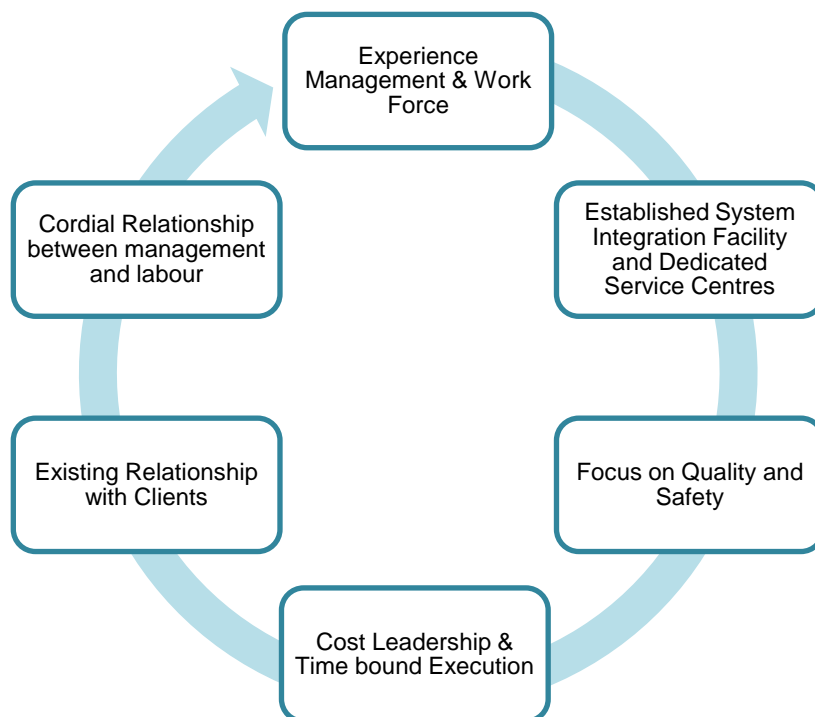 Experience
Management & Work
Force
Established System
Integration Facility
and Dedicated
Service Centres
Focus on Quality and
Safety
Cost Leadership &
Time bound Execution
Existing Relationship
with Clients
Cordial Relationship
between management
and labour